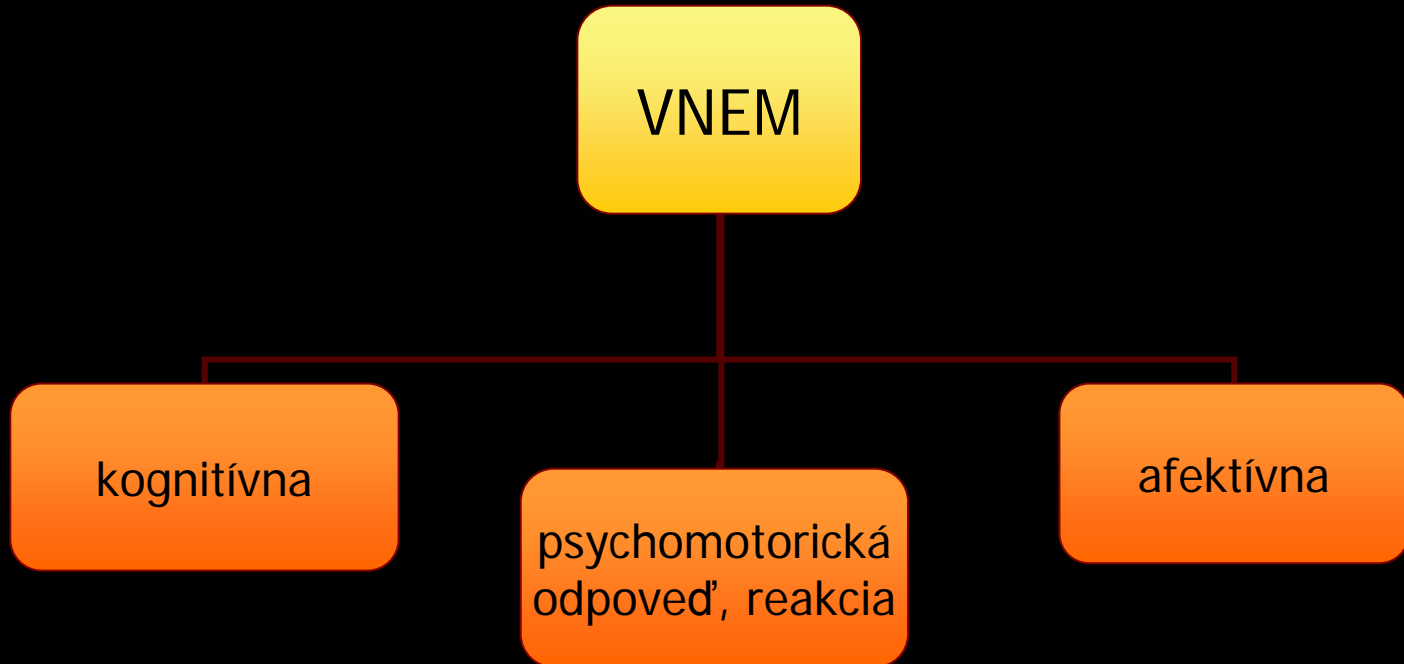 VNEM
kognitívna
psychomotorická
odpoveď, reakcia
afektívna